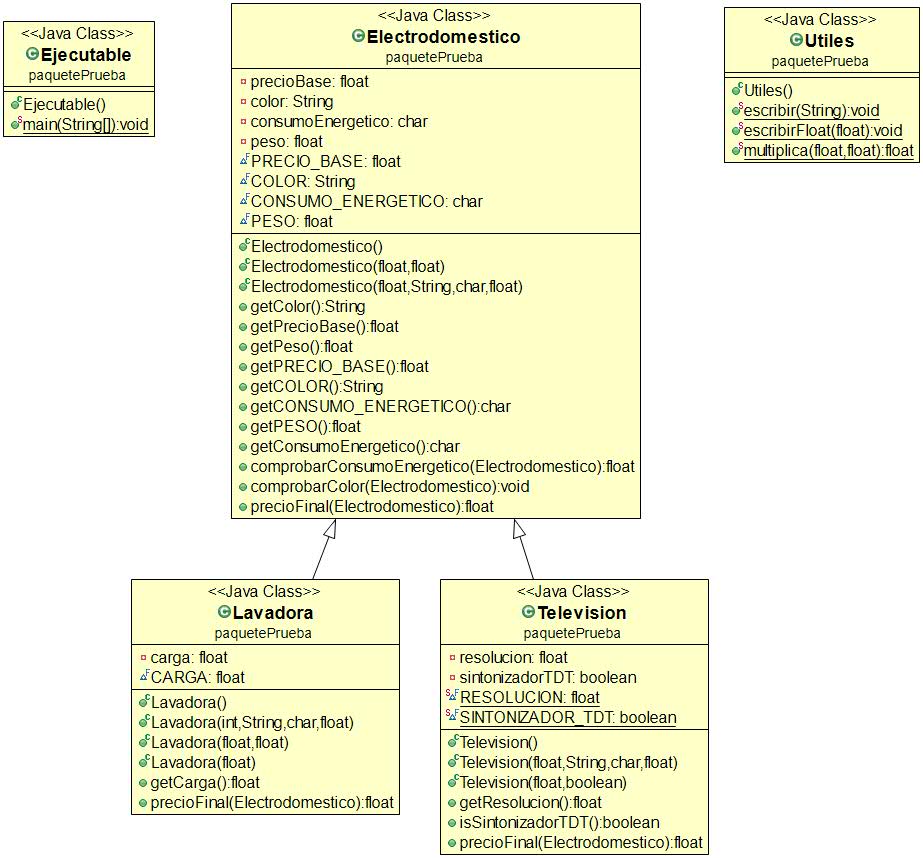 <<Java Class>>
Ejecutable
paquetePrueba
Ejecutable()
main(String[]):void
<<Java Class>>
Electrodomestico
paquetePrueba
precioBase: float
color: String
consumoEnergetico: char
peso: float
PRECIO_BASE: float
COLOR: String
CONSUMO_ENERGETICO: char
PESO: float
Electrodomestico()
Electrodomestico(float,float)
Electrodomestico(float,String,char,float)
getColor():String
getPrecioBase():float
getPeso():float
getPRECIO_BASE():float
getCOLOR():String
getCONSUMO_ENERGETICO():char
getPESO():float
getConsumoEnergetico():char
comprobarConsumoEnergetico(Electrodomestico):float
comprobarColor(Electrodomestico):void
precioFinal(Electrodomestico):float
<<Java Class>>
Utiles
paquetePrueba
Utiles()
escribir(String):void
escribirFloat(float):void
multiplica(float,float):float
<<Java Class>>
Lavadora
paquetePrueba
carga: float
CARGA: float
Lavadora()
Lavadora(int,String,char,float)
Lavadora(float,float)
Lavadora(float)
getCarga():float
precioFinal(Electrodomestico):float
<<Java Class>>
Television
paquetePrueba
resolucion: float
sintonizadorTDT: boolean
RESOLUCION: float
SINTONIZADOR_TDT: boolean
Television()
Television(float,String,char,float)
Television(float,boolean)
getResolucion():float
isSintonizadorTDT():boolean
precioFinal(Electrodomestico):float